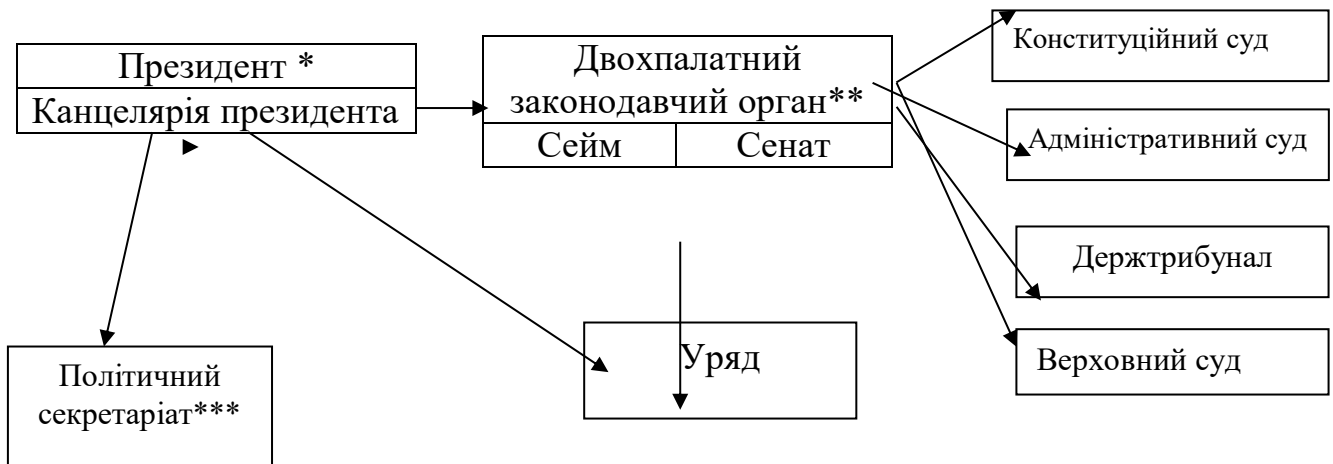 Президент *
Канцелярія президента
Двохпалатний
законодавчий орган**
Сейм
Сенат
Конституційний суд
Адміністративний суд
Держтрибунал
Верховний суд
Уряд
Політичний
секретаріат***